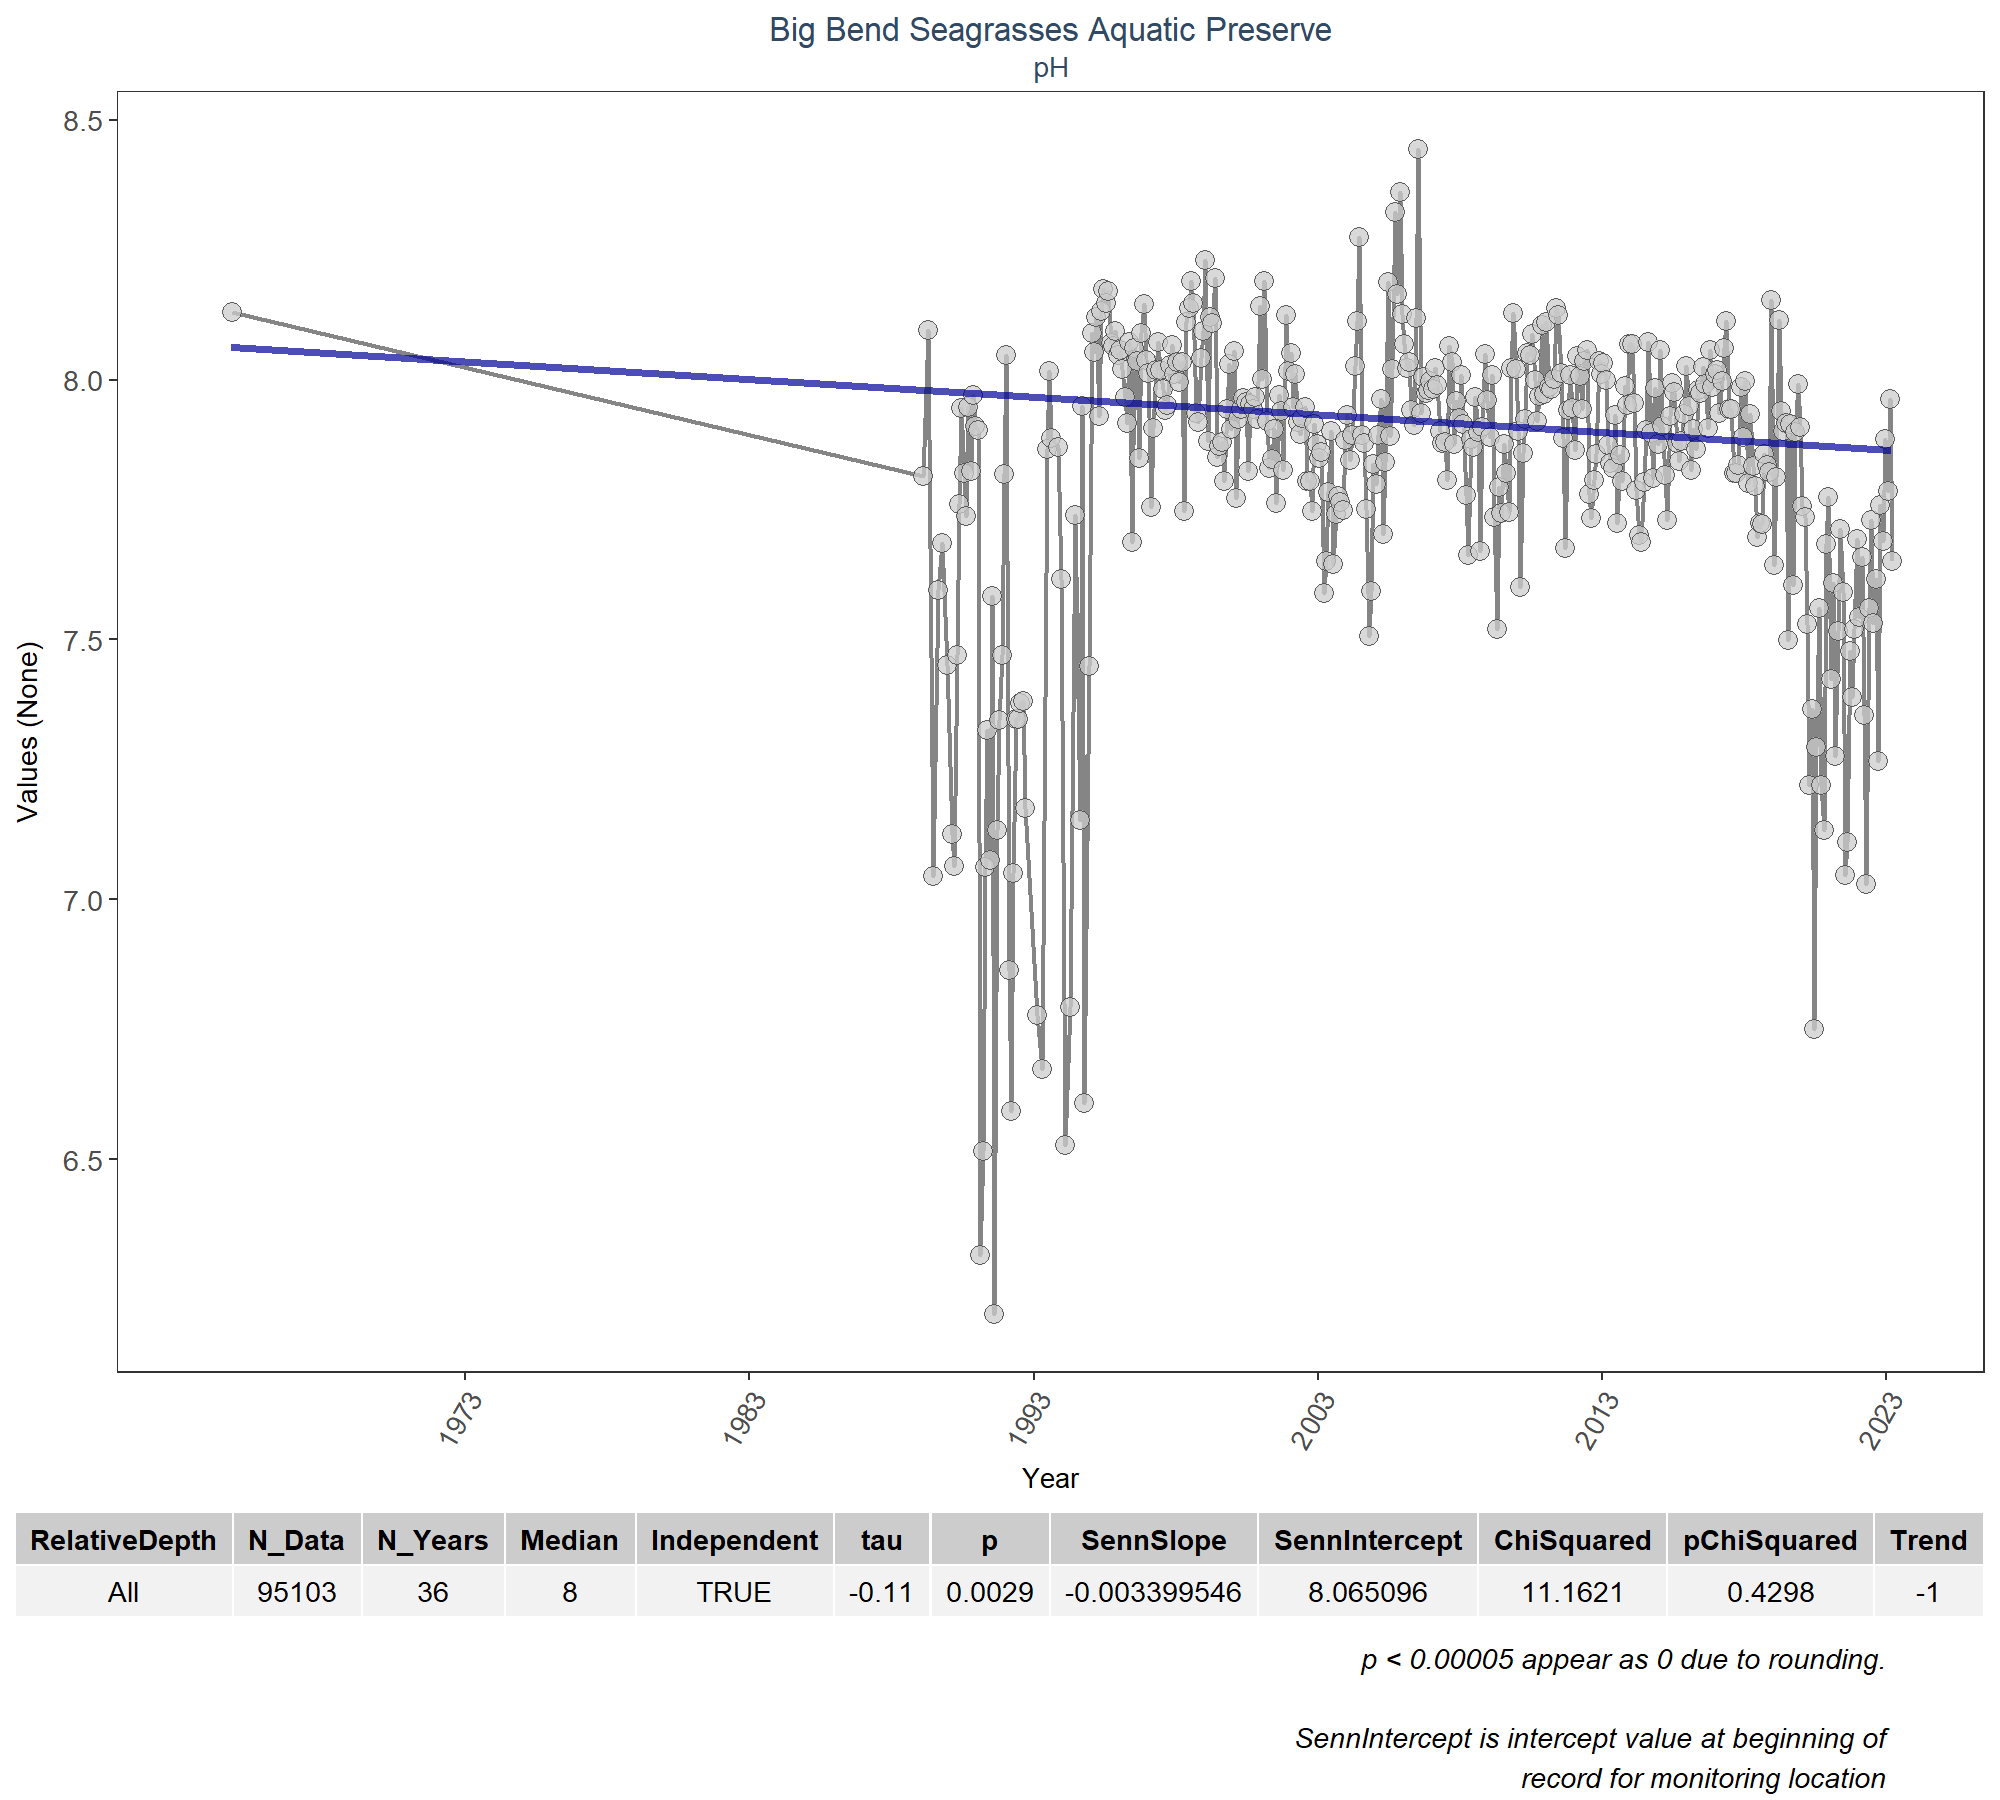 Big Bend Seagrasses Aquatic Preserve
pH
8.5
8.0
7.5
7.0
6.5
Values (None)
1973 1983 1993 2003 2013 2023
Year
RelativeDepth N_Data N_Years Median Independent tau p SennSlope SennIntercept ChiSquared pChiSquared Trend
All 95103 36 8 TRUE -0.11 0.0029 -0.003399546 8.065096 11.1621 0.4298 -1
p < 0.00005 appear as 0 due to rounding.
SennIntercept is intercept value at beginning of
record for monitoring location